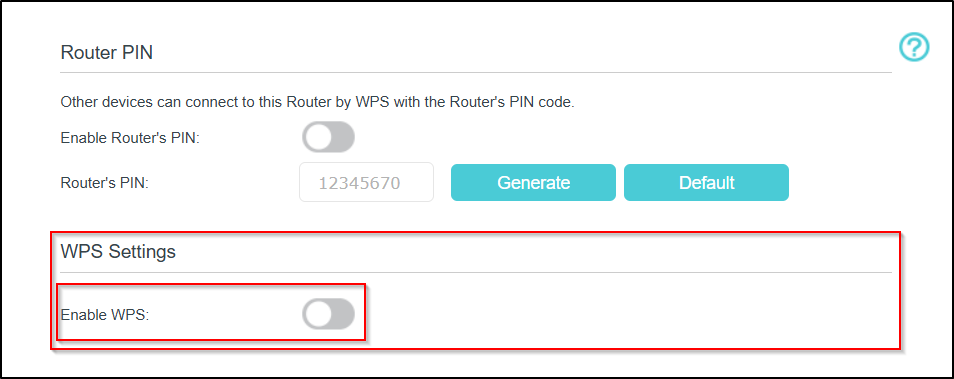 Router PIN
?
Other devices can connect to this Router by WPS with the Router's PIN code.
Enable Router's PIN:
Router's PIN: 12345670 Generate Default
WPS Settings
Enable WPS: